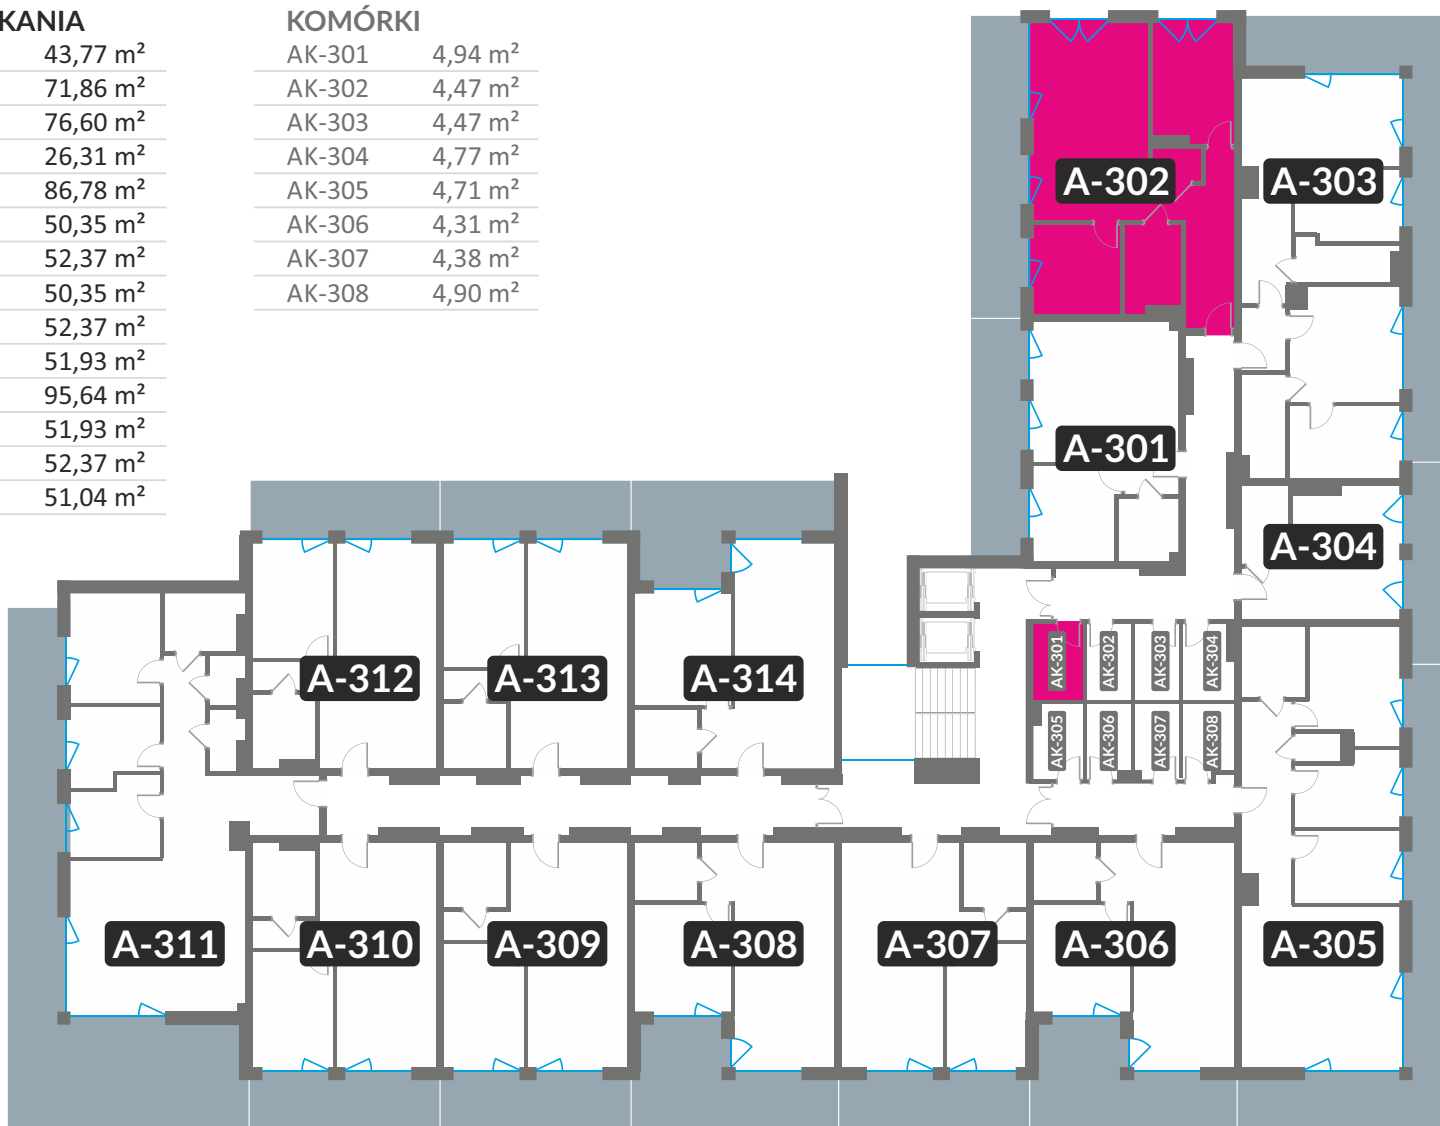 KANIA
43,77 m²
71,86 m²
76,60 m²
26,31 m²
86,78 m²
50,35 m²
52,37 m²
50,35 m²
52,37 m²
51,93 m²
95,64 m²
51,93 m²
52,37 m²
51,04 m²
KOMÓRKI
AK-301 4,94 m²
AK-302 4,47 m²
AK-303 4,47 m²
AK-304 4,77 m²
AK-305 4,71 m²
AK-306 4,31 m²
AK-307 4,38 m²
AK-308 4,90 m²
A-302
A-303
A-301
A-304
AK-301
AK-302
AK-303
AK-304
A-312
A-313
A-314
AK-305
AK-306
AK-307
AK-308
A-311
A-310
A-309
A-308
A-307
A-306
A-305